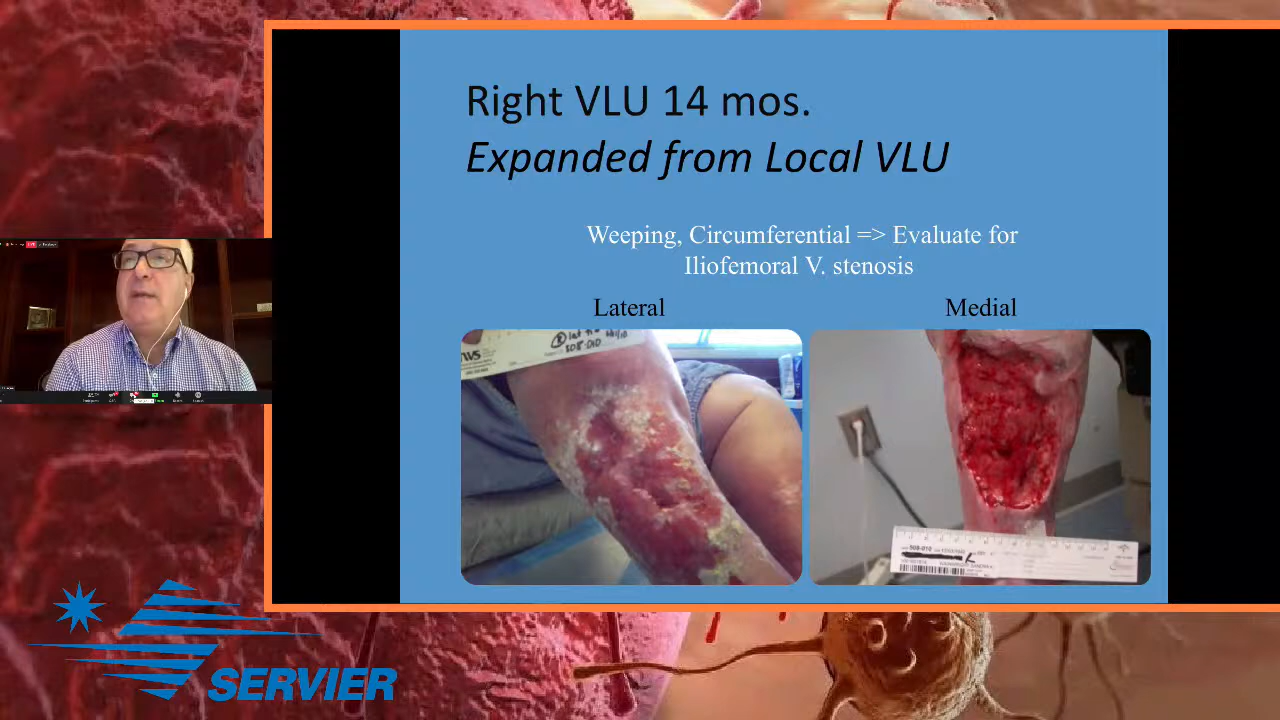 Right VLU 14 mos.
Expanded from Local VLU
Weeping, Circumferential => Evaluate for
Iliofemoral V. stenosis
Lateral
Medial
SERVIER